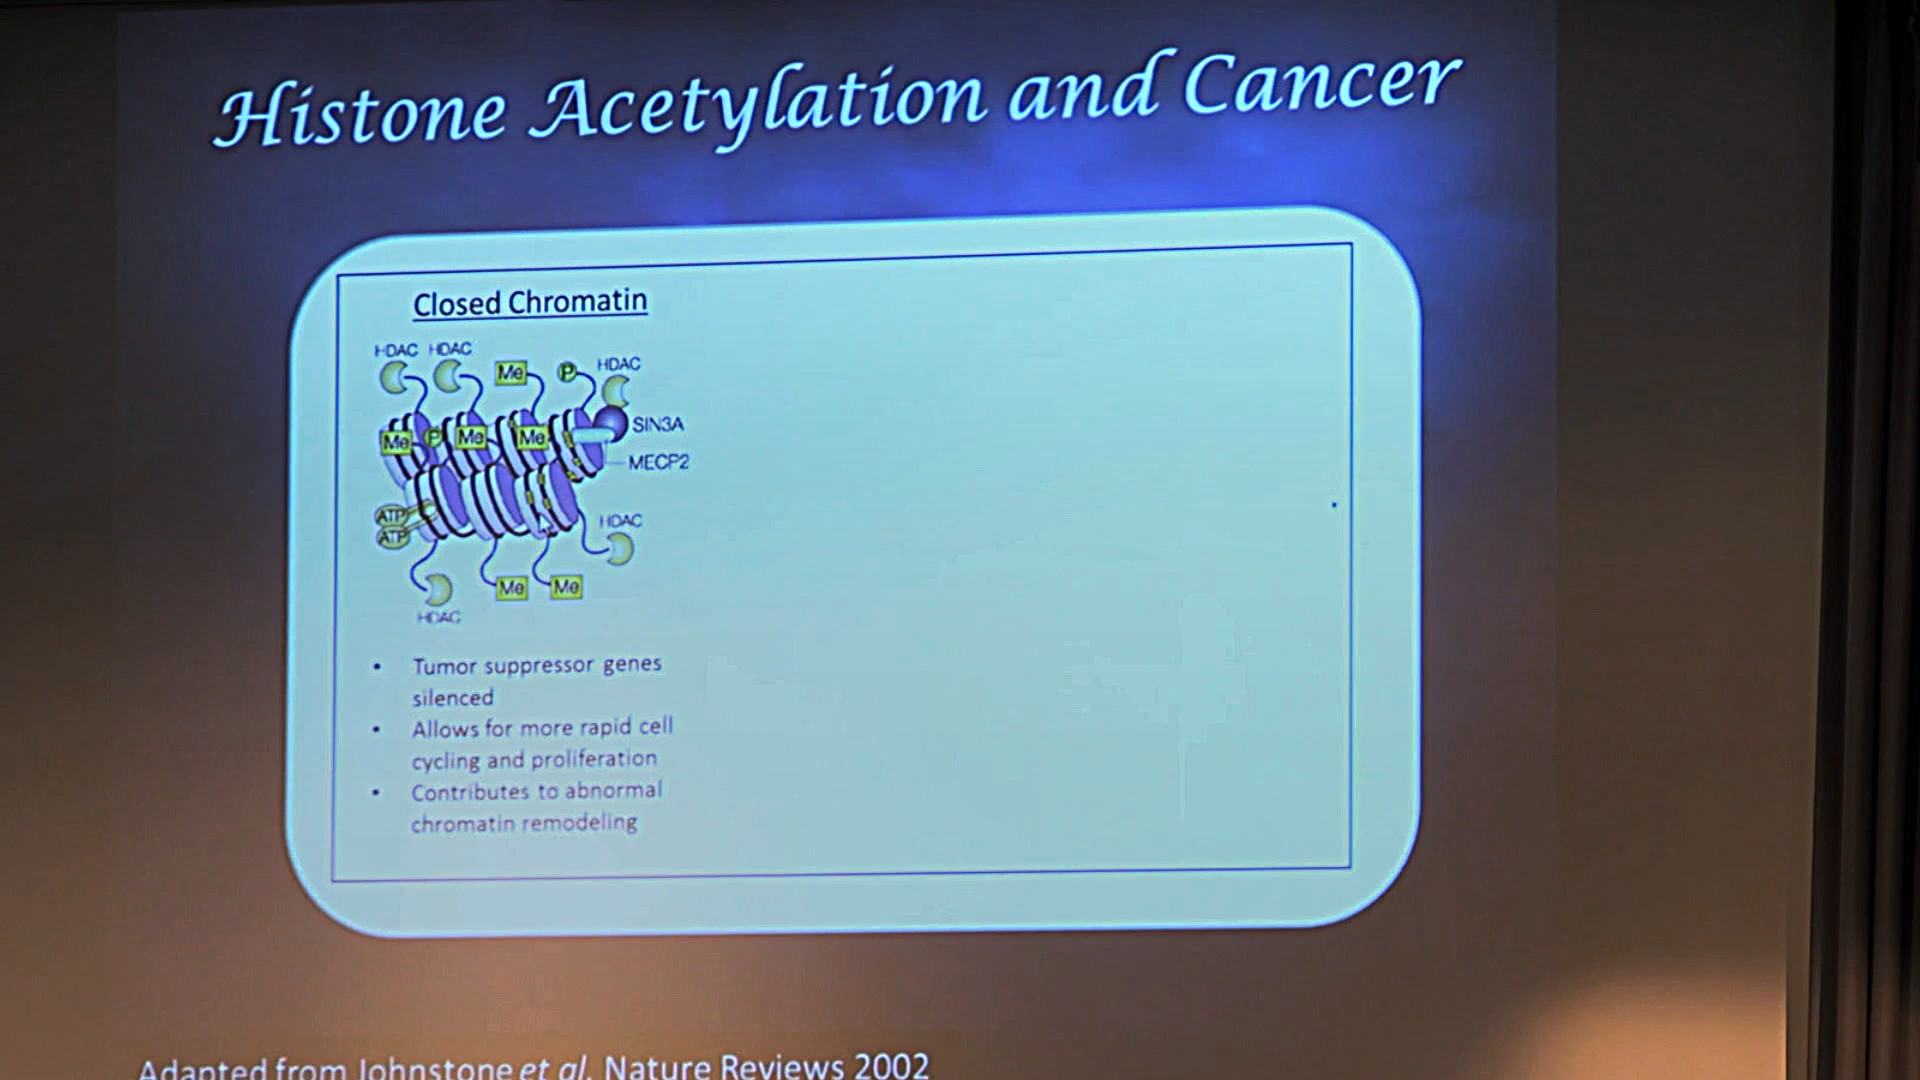 Histone Acetylation and Cancer
Closed Chromatin
HDAC HDAC
Me P HDAC
SIN3A
Me P Me Me
MECP2
ATP
HDAC
ATP
Me Me
HDAC
• Tumor suppressor genes
silenced
• Allows for more rapid cell
cycling and proliferation
• Contributes to abnormal
chromatin remodeling
Adapted from Johnstone et al. Nature Reviews 2002